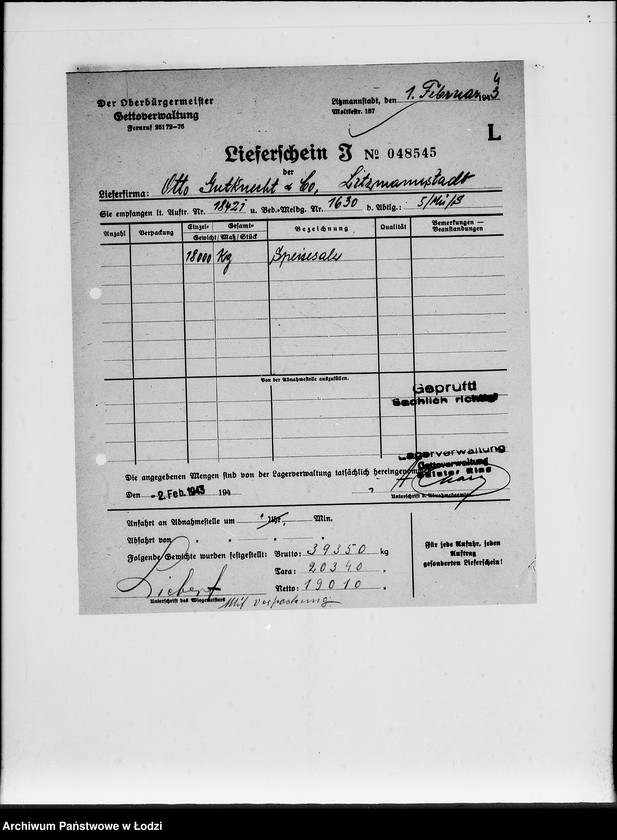 Der Oberbürgermeister
Gettoverwaltung
Fernruf 25172-76
Litzmannstadt, den 1. Februar 1943
Moltkestr. 157
L
Lieferschein J № 048545
der
Lieferfirma: Otto Gutknecht & Co, Litzmannstadt
Sie empfangen lt. Auftr. Nr. 18421 u. Bed.-Meldg. Nr. 1630 d. Abtlg.:
Anzahl Verpackung Einzel- Gesamt- Gewicht/Maß/Stück Bezeichnung Qualität Bemerkungen — Beanstandungen
18000 Kg Speisesalz
Von der Abnahmestelle auszufüllen.
Geprüft!
Sachlich richtig
Lagerverwaltung
Gettoverwaltung
Die angegebenen Mengen sind von der Lagerverwaltung tatsächlich hereingenommen
Den -2. Feb. 1943 194
Unterschrift d. Abnahmebeamten
Anfahrt an Abnahmestelle um Uhr, Min.
Abfahrt von
Folgende Gewichte wurden festgestellt: Brutto: 39350 kg
Tara: 20340 "
Netto: 19010 "
Liebert
Unterschrift des Wiegemeisters
Mit Verpackung
Für jede Anfuhr, jeden
Auftrag
gesonderten Lieferschein!
Archiwum Państwowe w Łodzi